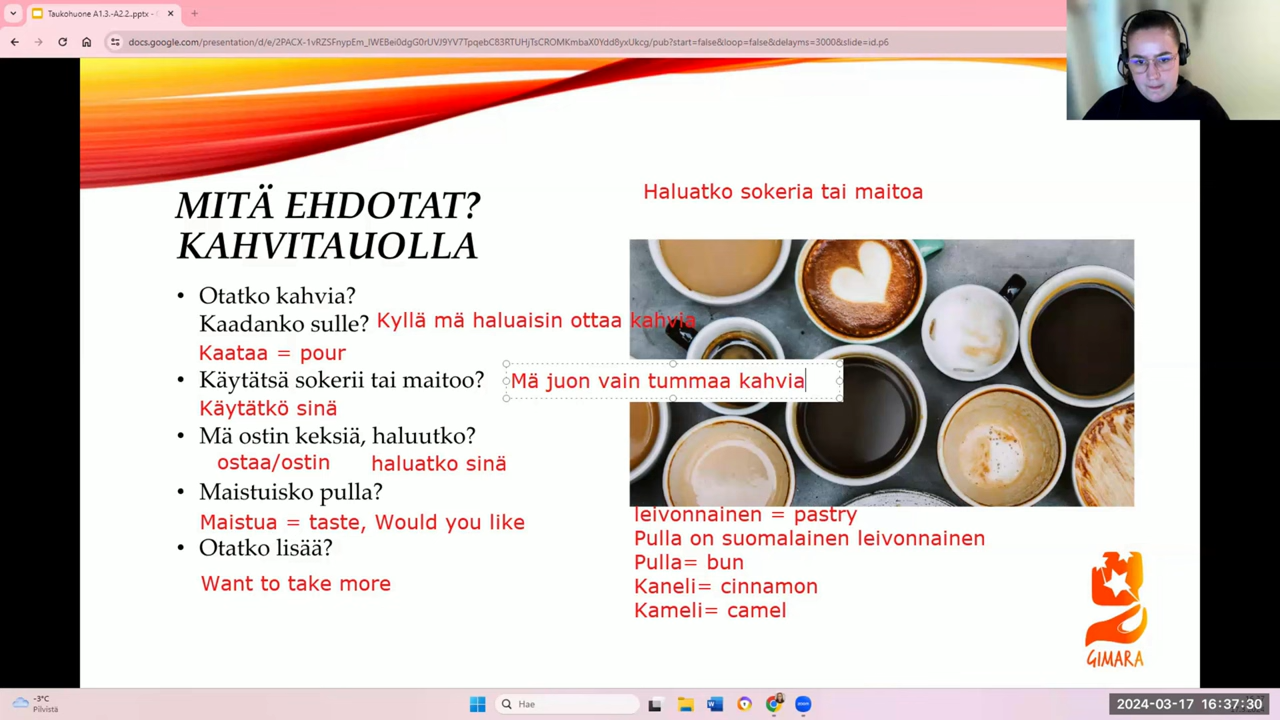 Taukohuone A1.3.-A2.2..pptx -
docs.google.com/presentation/d/e/2PACX-1vRZSFnypEm_IWEBei0dgG0rUVJ9YV7TpqebC83RTUHjTsCROMKmbaX0Ydd8yxUkcg/pub?start=false&loop=false&delayms=3000&slide=id.p6
Haluatko sokeria tai maitoa
MITÄ EHDOTAT?
KAHVITAUOLLA
• Otatko kahvia?
Kaadanko sulle? Kyllä mä haluaisin ottaa kahvia
Kaataa = pour
• Käytätsä sokerii tai maitoo? Mä juon vain tummaa kahvia
Käytätkö sinä
• Mä ostin keksiä, haluutko?
ostaa/ostin haluatko sinä
• Maistuisko pulla?
Maistua = taste, Would you like
• Otatko lisää?
Want to take more
leivonnainen = pastry
Pulla on suomalainen leivonnainen
Pulla= bun
Kaneli= cinnamon
Kameli= camel
GIMARA
-3°C
Pilvistä
Hae
zoom
2024-03-17 16:37:30